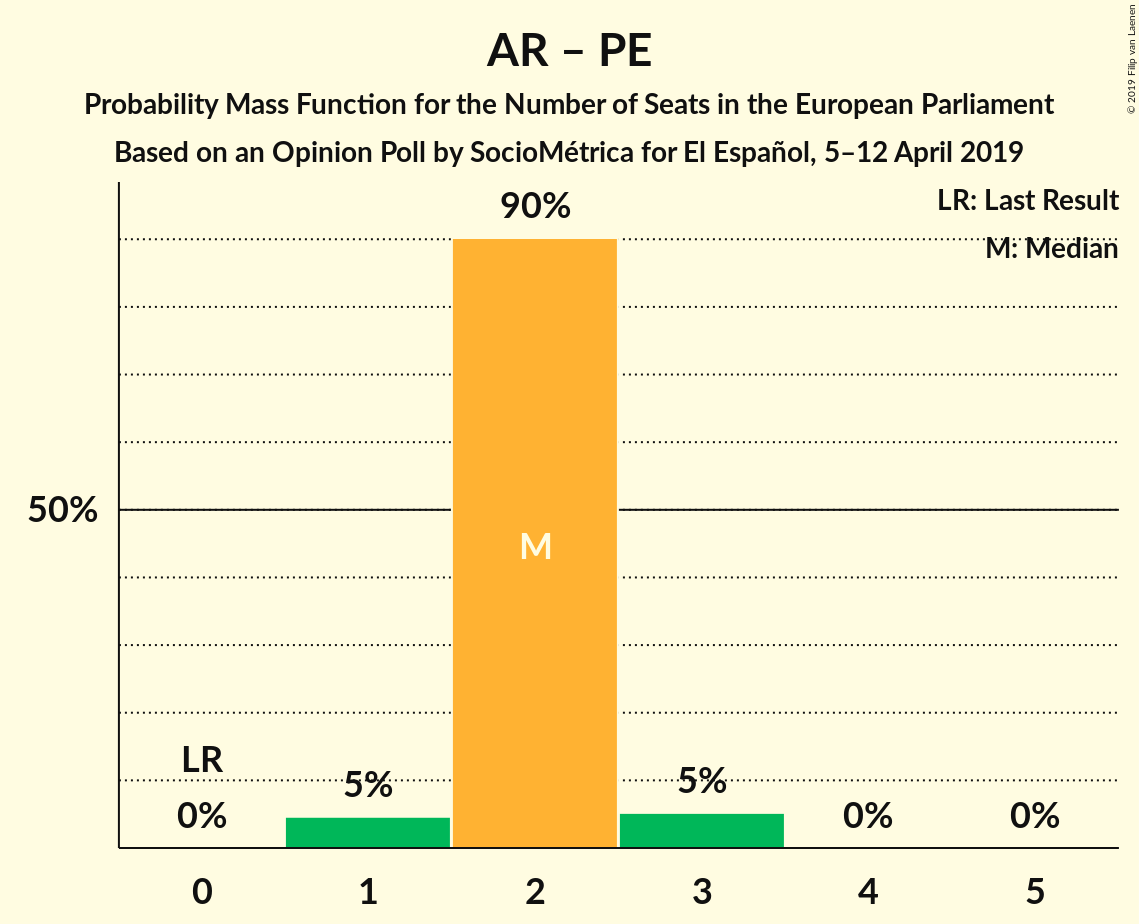 AR – PE
Probability Mass Function for the Number of Seats in the European Parliament
Based on an Opinion Poll by SocioMétrica for El Español, 5–12 April 2019
© 2019 Filip van Laenen
LR: Last Result
M: Median
90%
50%
M
LR
0%
5%
5%
0%
0%
0 1 2 3 4 5